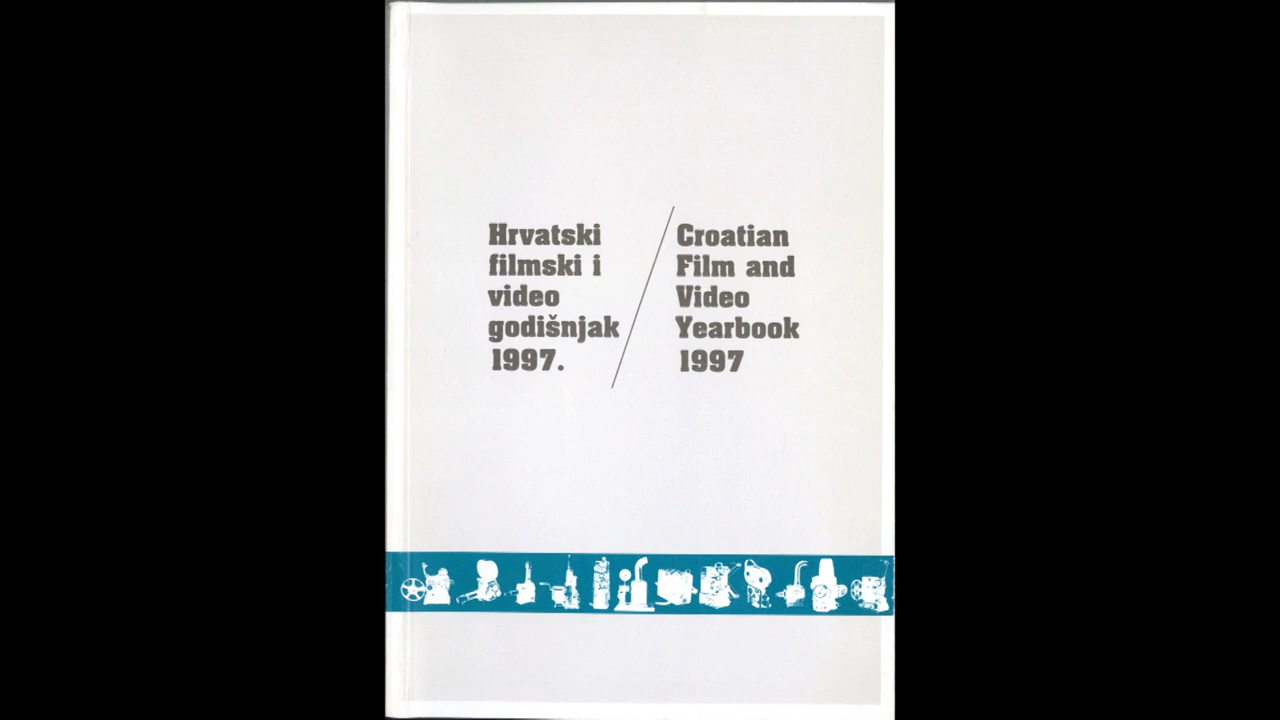 Hrvatski
filmski i
video
godišnjak
1997.
Croatian
Film and
Video
Yearbook
1997